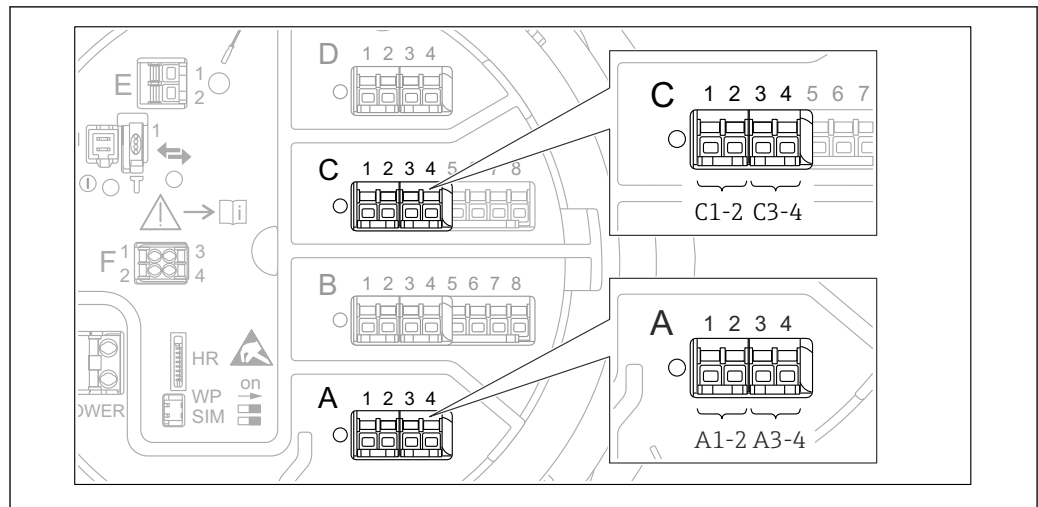 E 1
2
1
F 1 3
2 4
HR
WP on
SIM
OWER
D 1 2 3 4
C 1 2 3 4 5 6 7 8
B 1 2 3 4 5 6 7 8
A 1 2 3 4
C 1 2 3 4 5 6 7
C1-2 C3-4
A 1 2 3 4
A1-2 A3-4